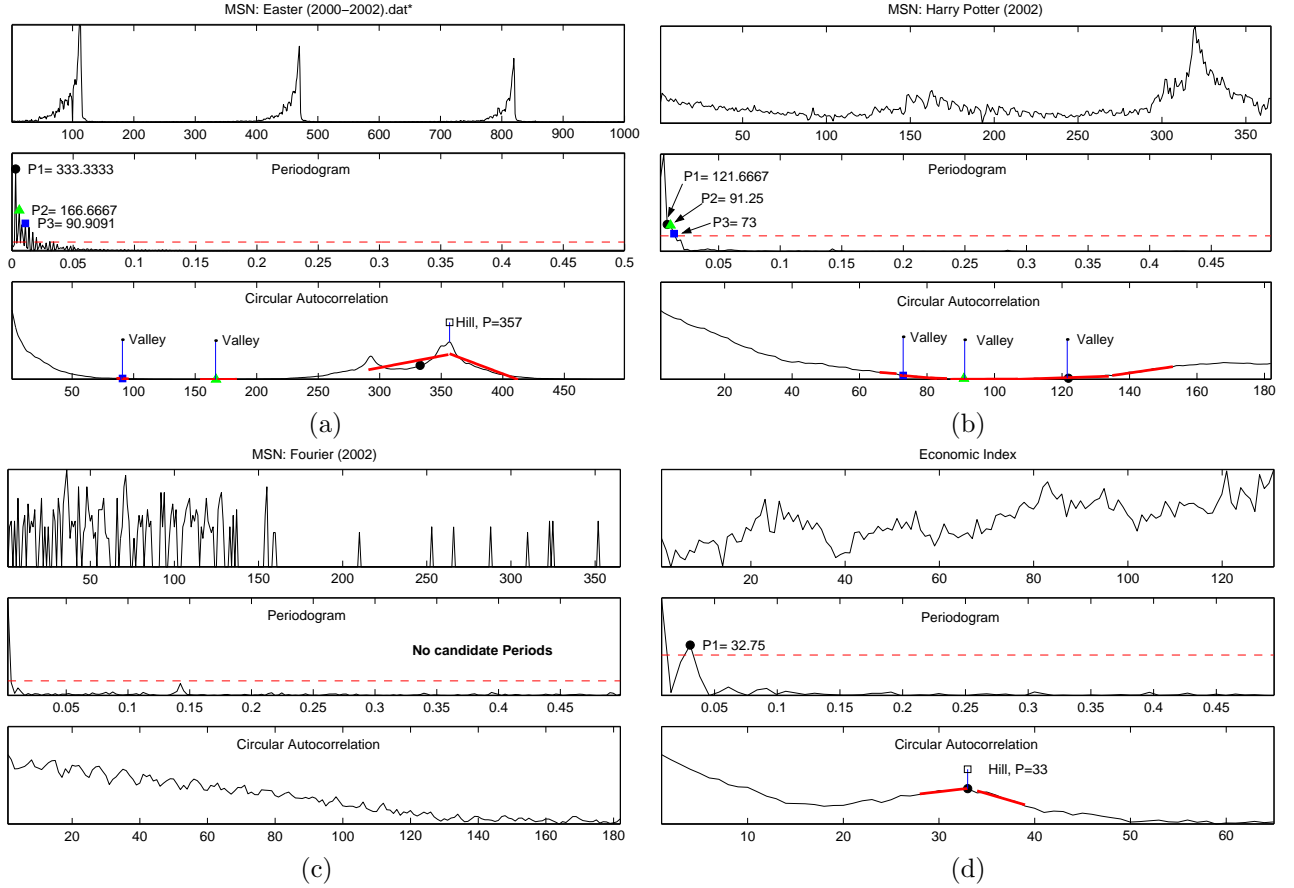 MSN: Easter (2000−2002).dat*
100 200 300 400 500 600 700 800 900 1000
Periodogram
P1= 333.3333
P2= 166.6667
P3= 90.9091
0 0.05 0.1 0.15 0.2 0.25 0.3 0.35 0.4 0.45 0.5
Circular Autocorrelation
Valley
Valley
Hill, P=357
50 100 150 200 250 300 350 400 450
(a)
MSN: Harry Potter (2002)
50 100 150 200 250 300 350
Periodogram
P1= 121.6667
P2= 91.25
P3= 73
0.05 0.1 0.15 0.2 0.25 0.3 0.35 0.4 0.45
Circular Autocorrelation
Valley
Valley
Valley
20 40 60 80 100 120 140 160 180
(b)
MSN: Fourier (2002)
50 100 150 200 250 300 350
Periodogram
No candidate Periods
0.05 0.1 0.15 0.2 0.25 0.3 0.35 0.4 0.45
Circular Autocorrelation
20 40 60 80 100 120 140 160 180
(c)
Economic Index
20 40 60 80 100 120
Periodogram
P1= 32.75
0.05 0.1 0.15 0.2 0.25 0.3 0.35 0.4 0.45
Circular Autocorrelation
Hill, P=33
10 20 30 40 50 60
(d)